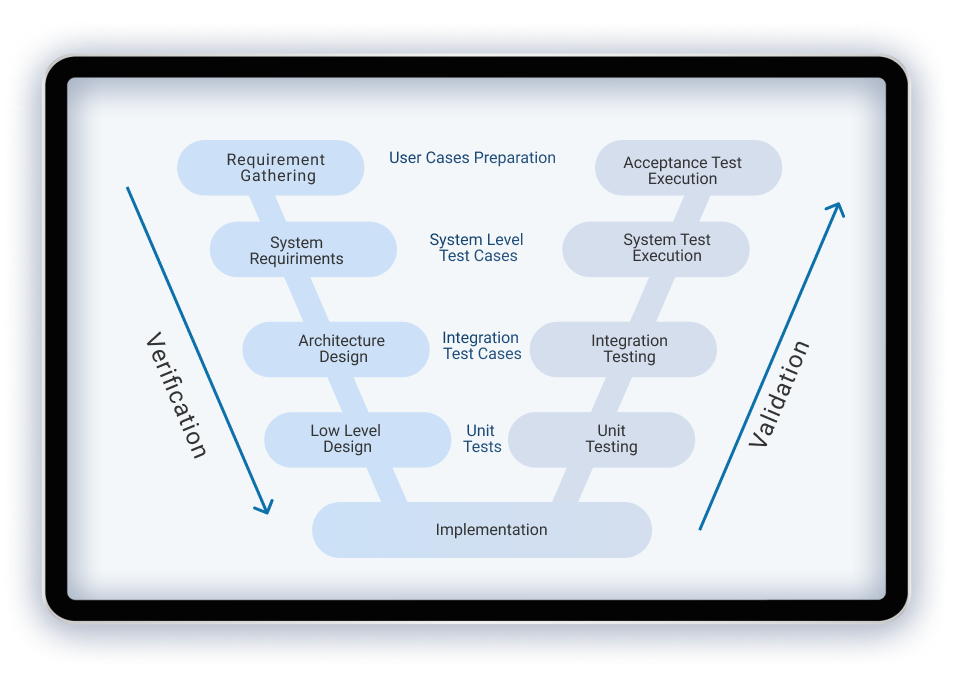 Requirement
Gathering
User Cases Preparation
Acceptance Test
Execution
System
Requiriments
System Level
Test Cases
System Test
Execution
Architecture
Design
Integration
Test Cases
Integration
Testing
Low Level
Design
Unit
Tests
Unit
Testing
Implementation
Verification
Validation